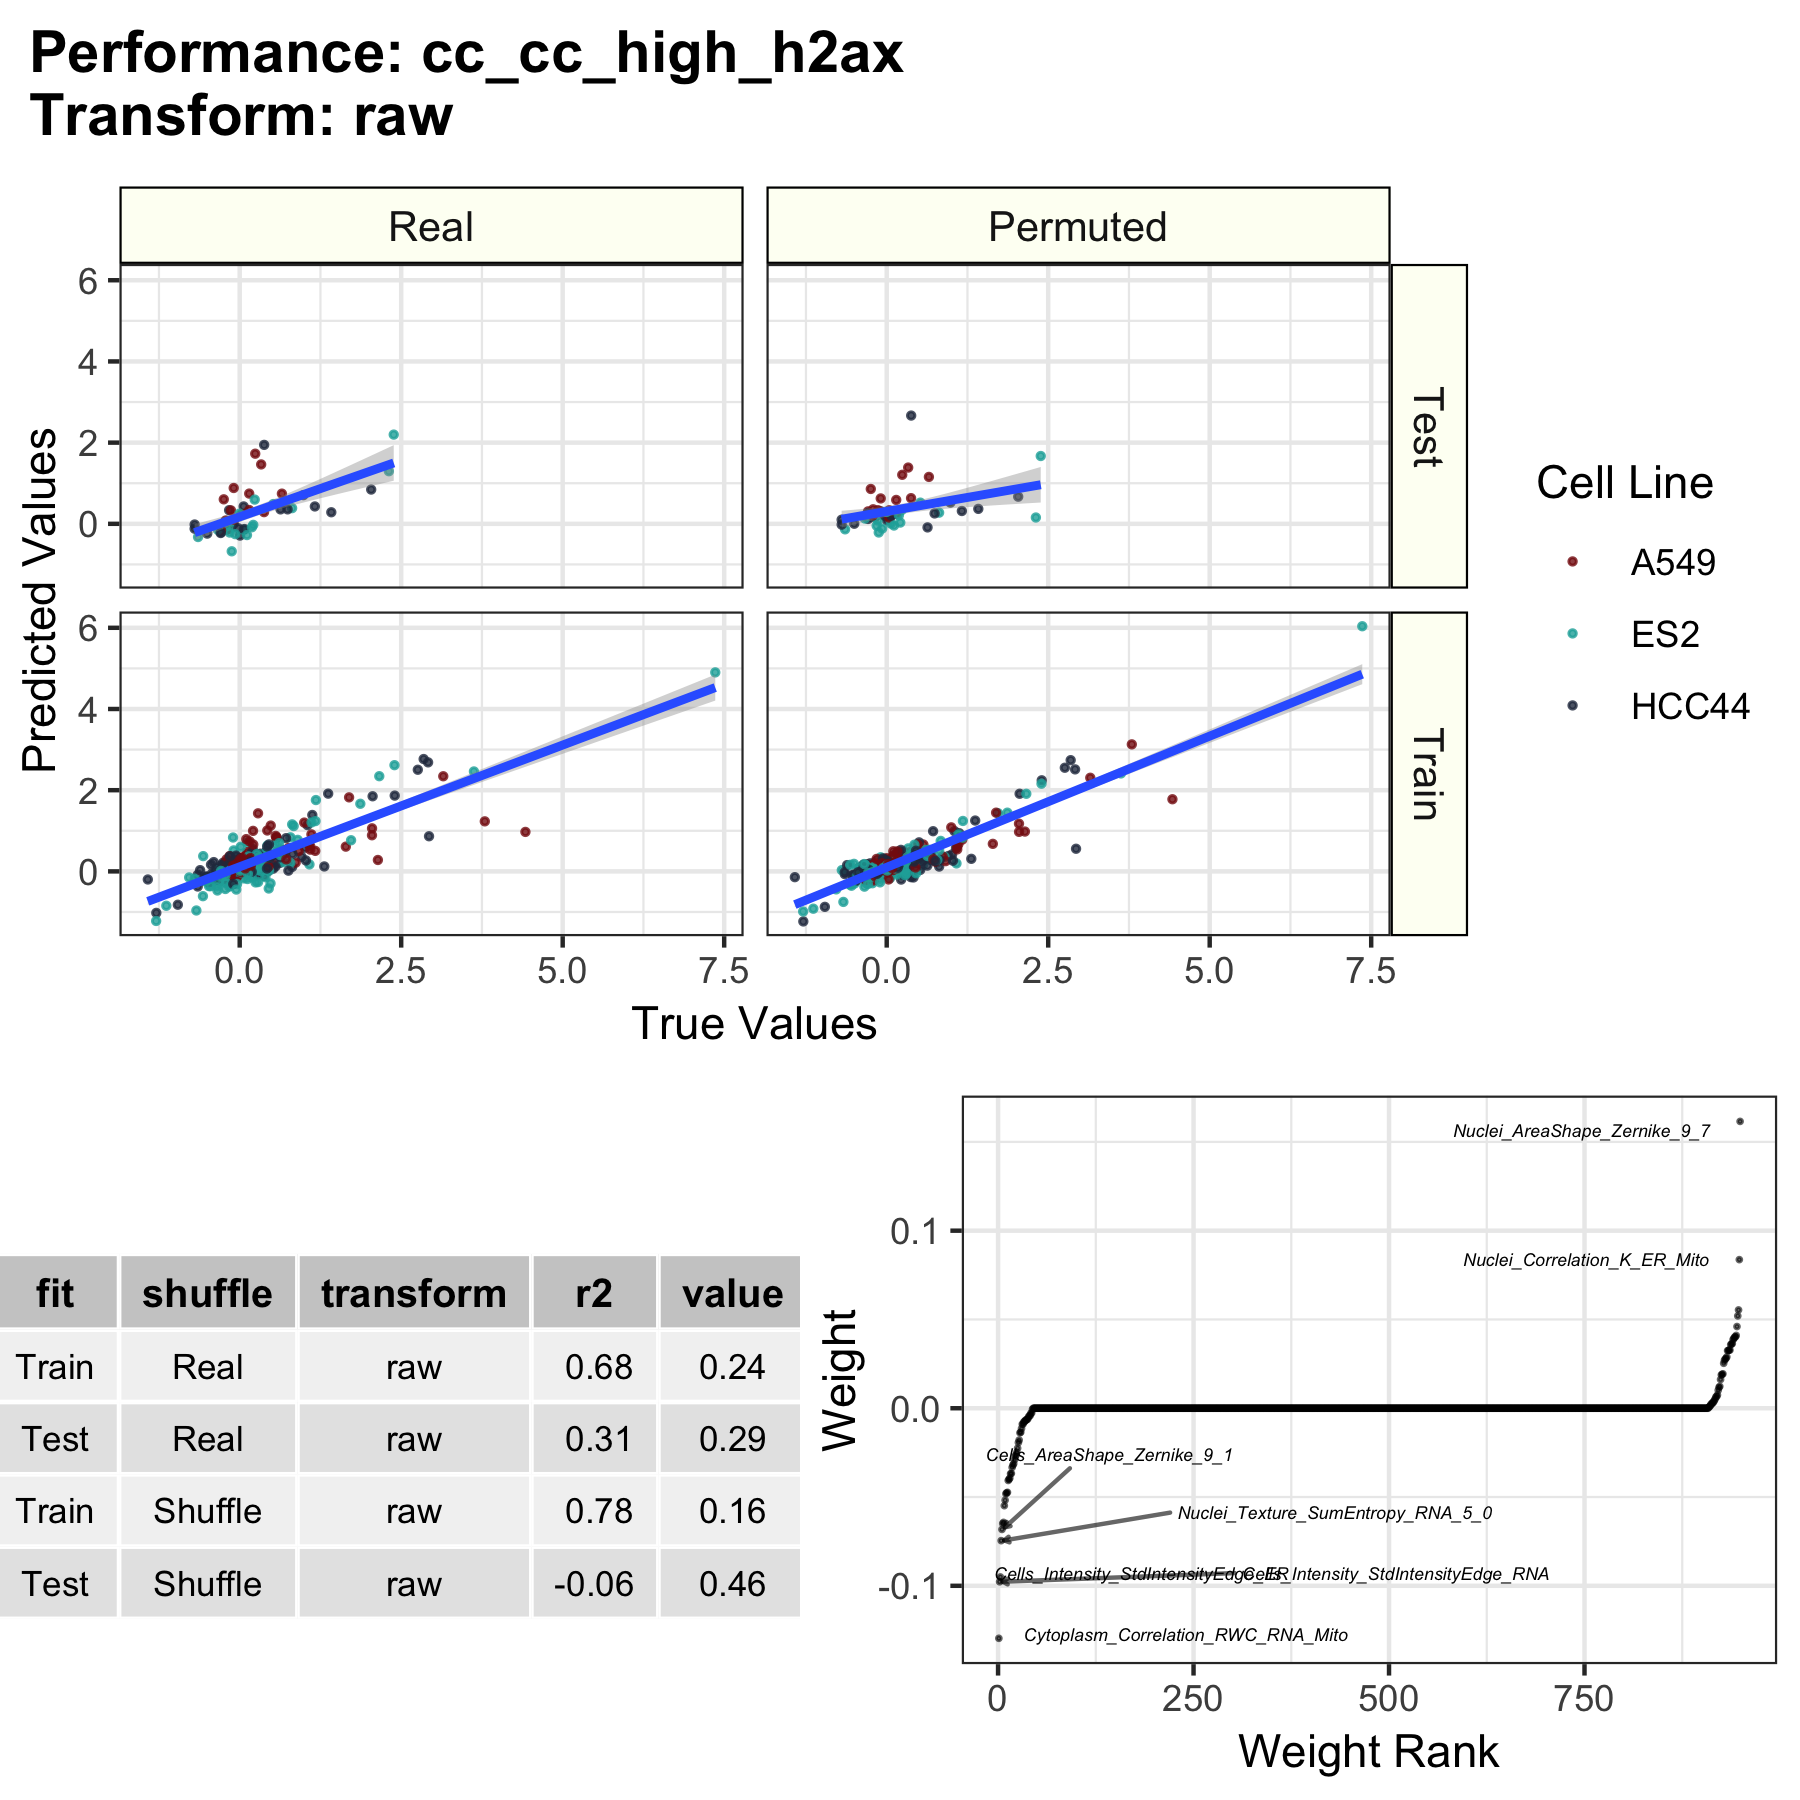 Performance: cc_cc_high_h2ax
Transform: raw
Real
Permuted
6
4
2
0
Test
6
4
2
0
Train
Predicted Values
0.0
2.5
5.0
7.5
0.0
2.5
5.0
7.5
True Values
Cell Line
A549
ES2
HCC44
fit shuffle transform r2 value
Train Real raw 0.68 0.24
Test Real raw 0.31 0.29
Train Shuffle raw 0.78 0.16
Test Shuffle raw -0.06 0.46
Weight
0.1
0.0
-0.1
Nuclei_AreaShape_Zernike_9_7
Nuclei_Correlation_K_ER_Mito
Cells_AreaShape_Zernike_9_1
Nuclei_Texture_SumEntropy_RNA_5_0
Cells_Intensity_StdIntensityEdge_ER
Cells_Intensity_StdIntensityEdge_RNA
Cytoplasm_Correlation_RWC_RNA_Mito
0
250
500
750
Weight Rank